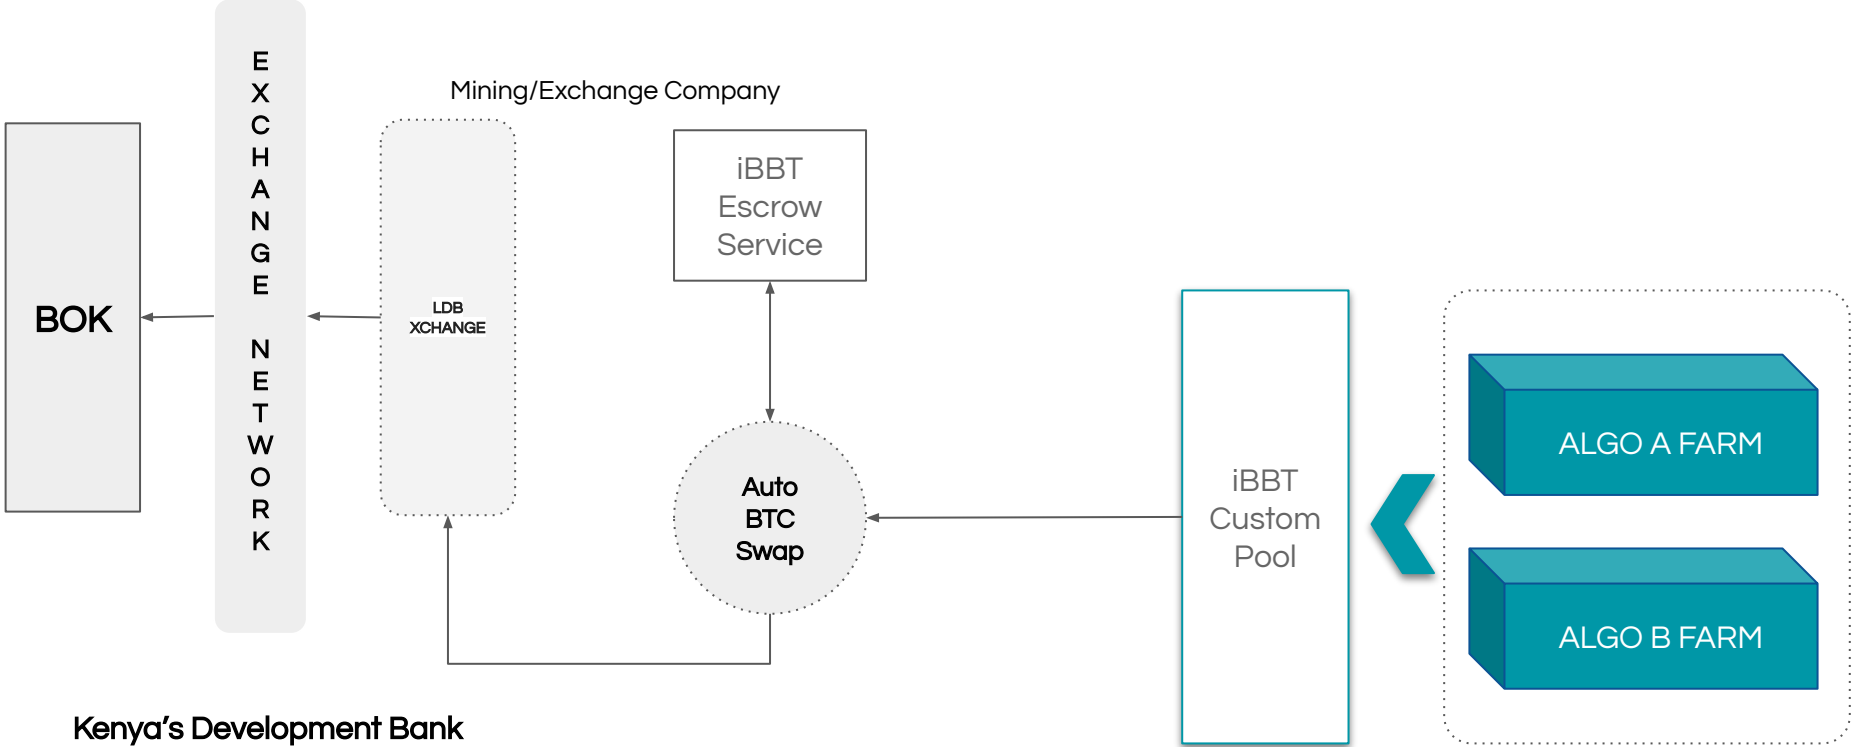 E
X
C
H
A
N
G
E
N
E
T
W
O
R
K
Mining/Exchange Company
BOK
LDB
XCHANGE
iBBT
Escrow
Service
Auto
BTC
Swap
iBBT
Custom
Pool
ALGO A FARM
ALGO B FARM
Kenya's Development Bank